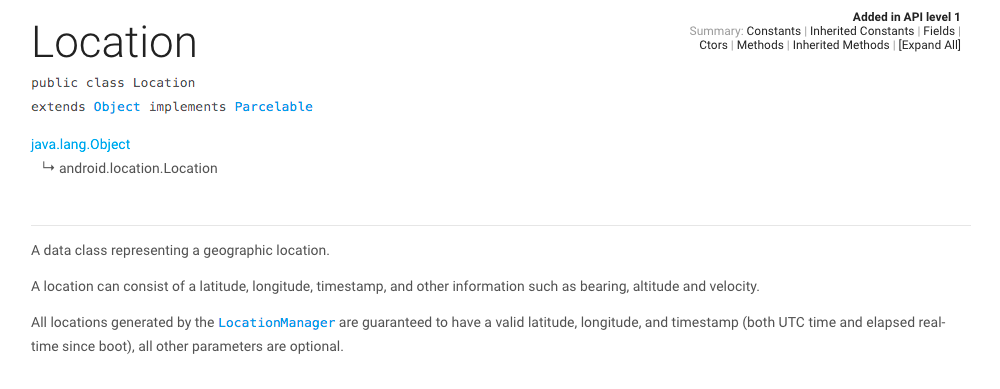 Location
Added in API level 1
Summary: Constants | Inherited Constants | Fields |
Ctors | Methods | Inherited Methods | [Expand All]
public class Location
extends Object implements Parcelable
java.lang.Object
↳ android.location.Location
A data class representing a geographic location.
A location can consist of a latitude, longitude, timestamp, and other information such as bearing, altitude and velocity.
All locations generated by the LocationManager are guaranteed to have a valid latitude, longitude, and timestamp (both UTC time and elapsed real-
time since boot), all other parameters are optional.